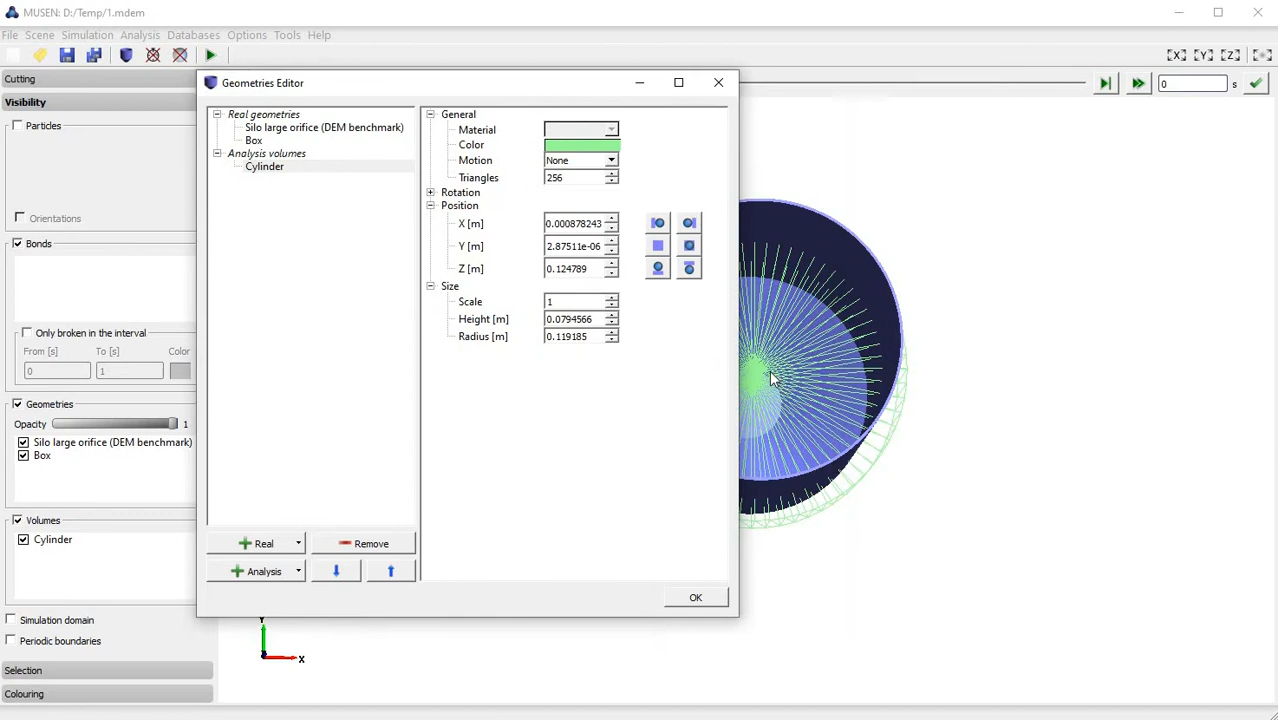 MUSEN: D:/Temp/1.mdem
File Scene Simulation Analysis Databases Options Tools Help
[X] [Y] [Z]
Cutting
Visibility
Particles
Orientations
Bonds
Only broken in the interval
From [s] To [s] Color
0 1
Geometries
Opacity 1
Silo large orifice (DEM benchmark)
Box
Volumes
Cylinder
Simulation domain
Periodic boundaries
Selection
Colouring
Geometries Editor
Real geometries
Silo large orifice (DEM benchmark)
Box
Analysis volumes
Cylinder
Real
Remove
Analysis
General
Material
Color
Motion None
Triangles 256
Rotation
Position
X [m] 0.000878243
Y [m] 2.87511e-06
Z [m] 0.124789
Size
Scale 1
Height [m] 0.0794566
Radius [m] 0.119185
OK
0 s
Y
X